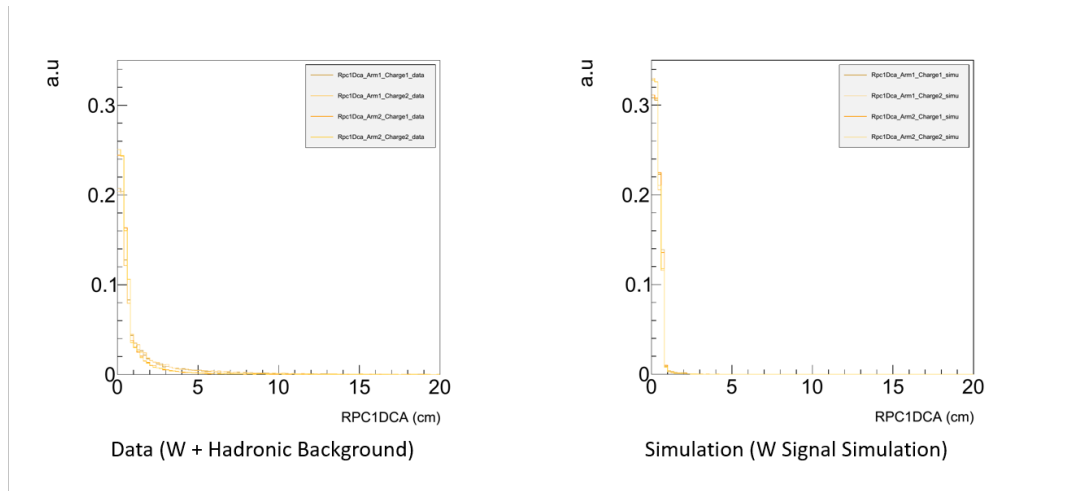 a.u
Rpc1Dca_Arm1_Charge1_data
Rpc1Dca_Arm1_Charge2_data
Rpc1Dca_Arm2_Charge1_data
Rpc1Dca_Arm2_Charge2_data
0.3
0.2
0.1
0
0 5 10 15 20
RPC1DCA (cm)
Data (W + Hadronic Background)
a.u
Rpc1Dca_Arm1_Charge1_simu
Rpc1Dca_Arm1_Charge2_simu
Rpc1Dca_Arm2_Charge1_simu
Rpc1Dca_Arm2_Charge2_simu
0.3
0.2
0.1
0
0 5 10 15 20
RPC1DCA (cm)
Simulation (W Signal Simulation)